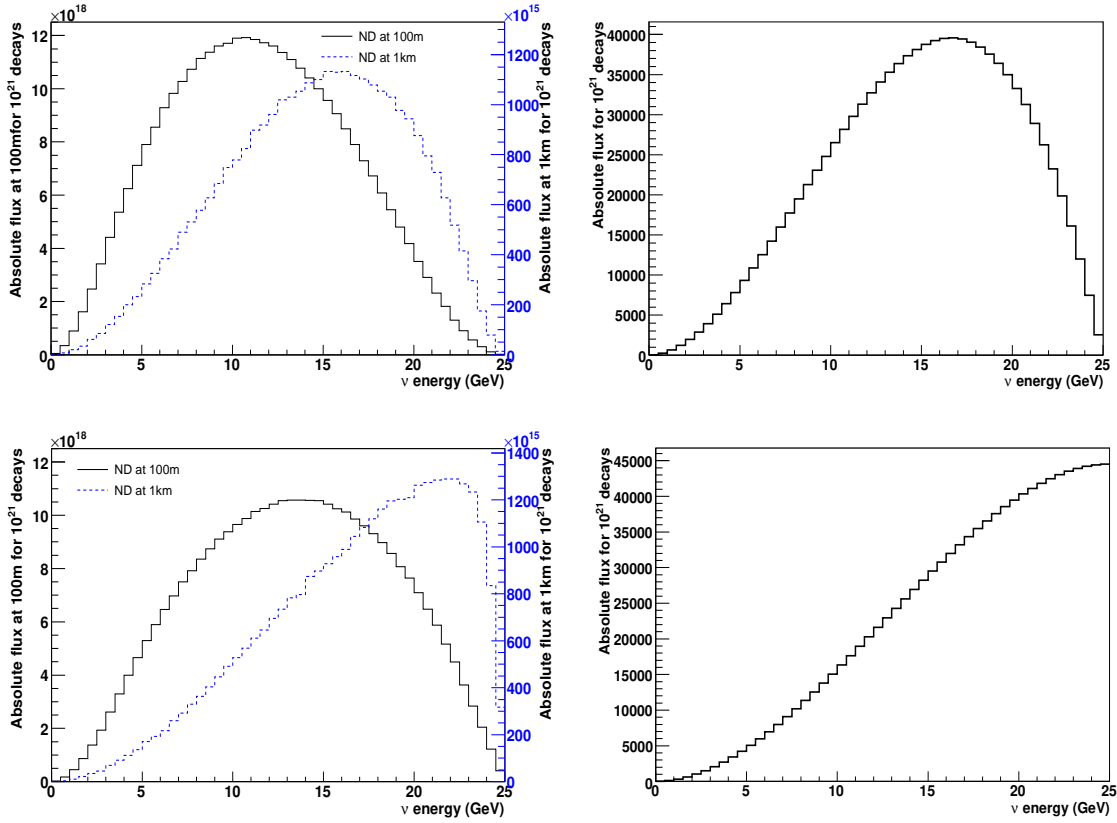 ×10^18
×10^15
Absolute flux at 100mfor 10^21 decays
12
10
8
6
4
2
0
ND at 100m
ND at 1km
1200
1000
800
600
400
200
0
Absolute flux at 1km for 10^21 decays
0 5 10 15 20 25
ν energy (GeV)
Absolute flux for 10^21 decays
40000
35000
30000
25000
20000
15000
10000
5000
0
0 5 10 15 20 25
ν energy (GeV)
×10^18
×10^15
Absolute flux at 100m for 10^21 decays
12
10
8
6
4
2
0
ND at 100m
ND at 1km
1400
1200
1000
800
600
400
200
0
Absolute flux at 1km for 10^21 decays
0 5 10 15 20 25
ν energy (GeV)
Absolute flux for 10^21 decays
45000
40000
35000
30000
25000
20000
15000
10000
5000
0
0 5 10 15 20 25
ν energy (GeV)